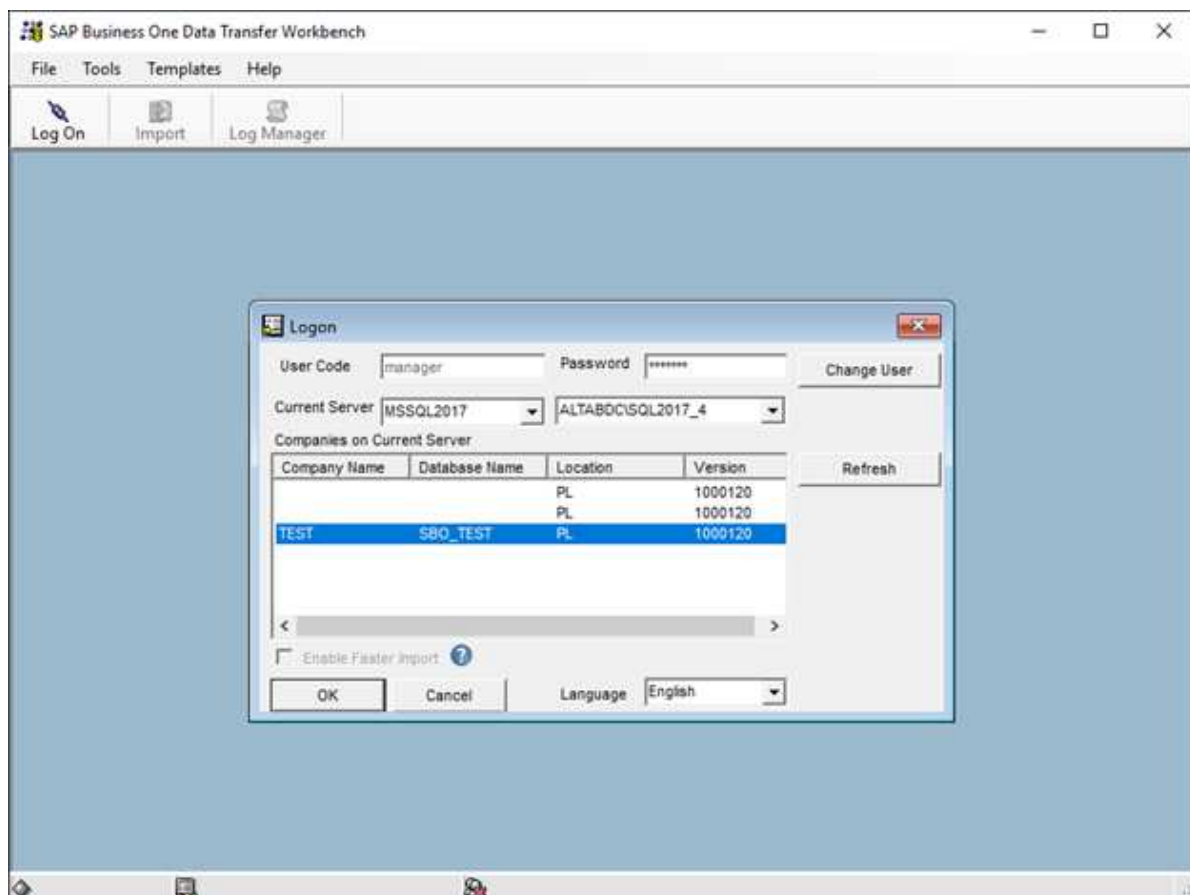 SAP Business One Data Transfer Workbench
File Tools Templates Help
Log On Import Log Manager
Logon
User Code manager Password ******* Change User
Current Server MSSQL2017 ALTABDC\SQL2017_4
Companies on Current Server
Company Name Database Name Location Version Refresh
PL 1000120
PL 1000120
TEST SBO_TEST PL 1000120
Enable Faster Import ?
OK Cancel Language English